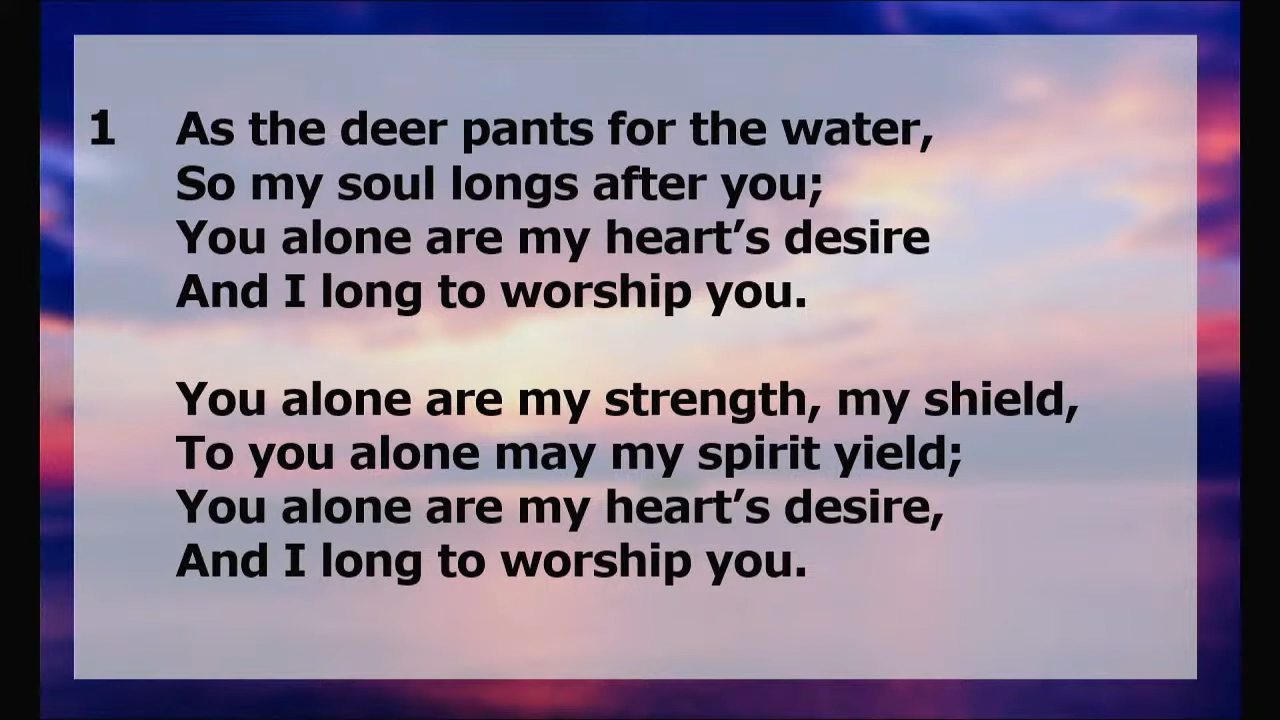 1 As the deer pants for the water,
So my soul longs after you;
You alone are my heart’s desire
And I long to worship you.
You alone are my strength, my shield,
To you alone may my spirit yield;
You alone are my heart’s desire,
And I long to worship you.